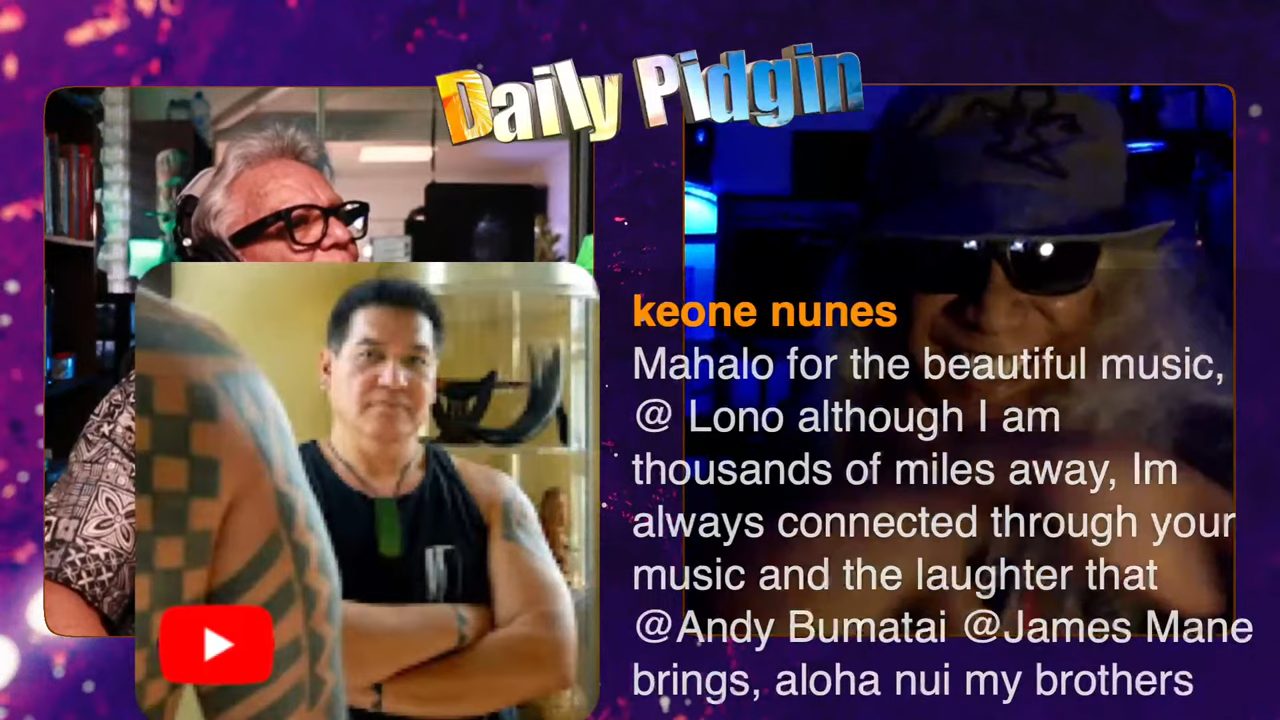 Daily Pidgin
keone nunes
Mahalo for the beautiful music,
@ Lono although I am
thousands of miles away, Im
always connected through your
music and the laughter that
@Andy Bumatai @James Mane
brings, aloha nui my brothers